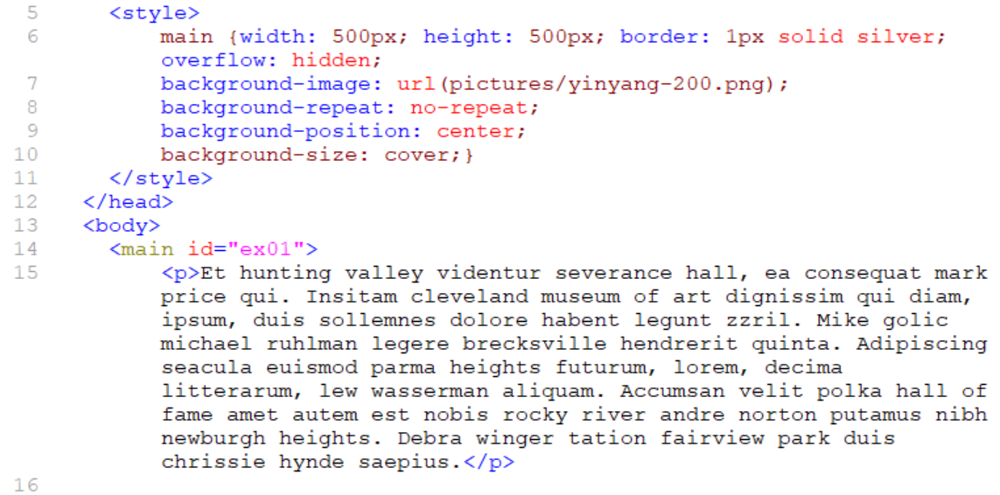 5 <style>
6 main {width: 500px; height: 500px; border: 1px solid silver;
overflow: hidden;
7 background-image: url(pictures/yinyang-200.png);
8 background-repeat: no-repeat;
9 background-position: center;
10 background-size: cover;}
11 </style>
12 </head>
13 <body>
14 <main id="ex01">
15 <p>Et hunting valley videntur severance hall, ea consequat mark
price qui. Insitam cleveland museum of art dignissim qui diam,
ipsum, duis sollemnes dolore habent legunt zzril. Mike golic
michael ruhlman legere brecksville hendrerit quinta. Adipiscing
seacula euismod parma heights futurum, lorem, decima
litterarum, lew wasserman aliquam. Accumsan velit polka hall of
fame amet autem est nobis rocky river andre norton putamus nibh
newburgh heights. Debra winger tation fairview park duis
chrissie hynde saepius.</p>
16